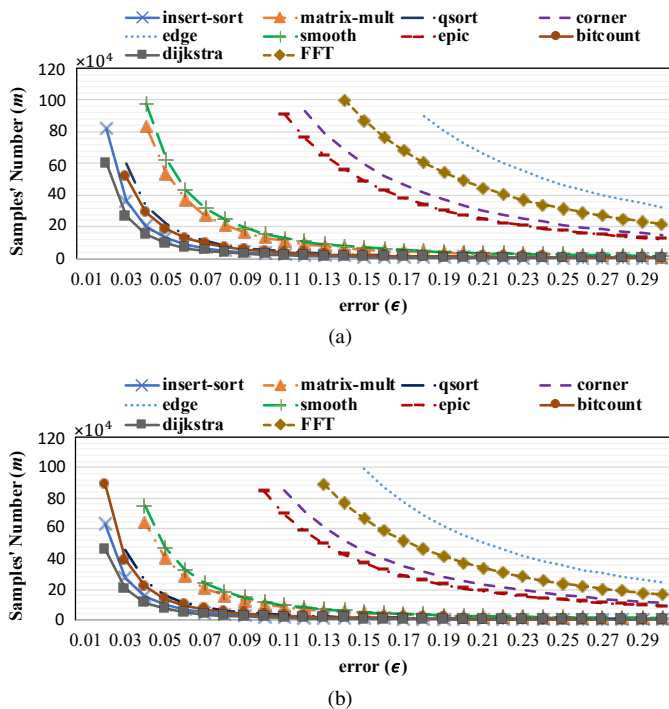 insert-sort matrix-mult qsort corner
edge smooth epic bitcount
dijkstra FFT
×10⁴
120
100
80
60
40
20
0
Samples' Number (m)
0.01 0.03 0.05 0.07 0.09 0.11 0.13 0.15 0.17 0.19 0.21 0.23 0.25 0.27 0.29
error (ϵ)
(a)
insert-sort matrix-mult qsort corner
edge smooth epic bitcount
dijkstra FFT
×10⁴
120
100
80
60
40
20
0
Samples' Number (m)
0.01 0.03 0.05 0.07 0.09 0.11 0.13 0.15 0.17 0.19 0.21 0.23 0.25 0.27 0.29
error (ϵ)
(b)